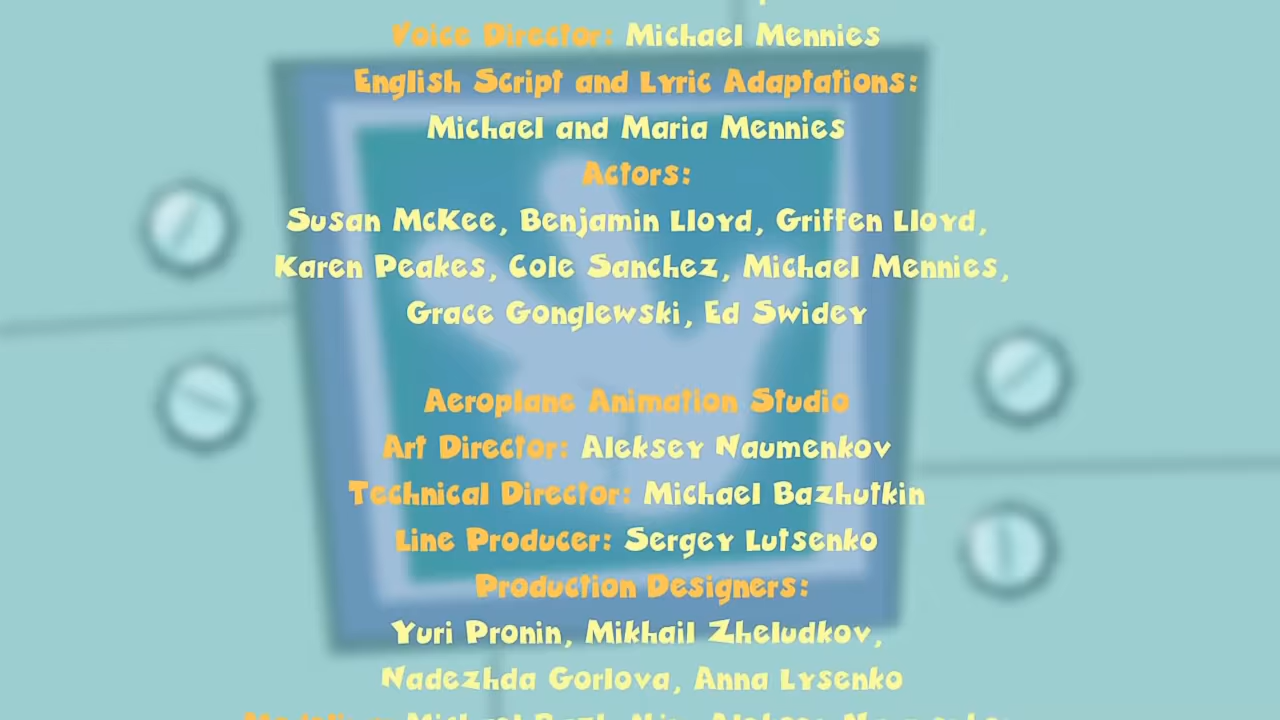 Voice Director: Michael Mennies
English Script and Lyric Adaptations:
Michael and Maria Mennies
Actors:
Susan McKee, Benjamin Lloyd, Griffen Lloyd,
Karen Peakes, Cole Sanchez, Michael Mennies,
Grace Gonglewski, Ed Swidey
Aeroplane Animation Studio
Art Director: Aleksey Naumenkov
Technical Director: Michael Bazhutkin
Line Producer: Sergey Lutsenko
Production Designers:
Yuri Pronin, Mikhail Zheludkov,
Nadezhda Gorlova, Anna Lysenko